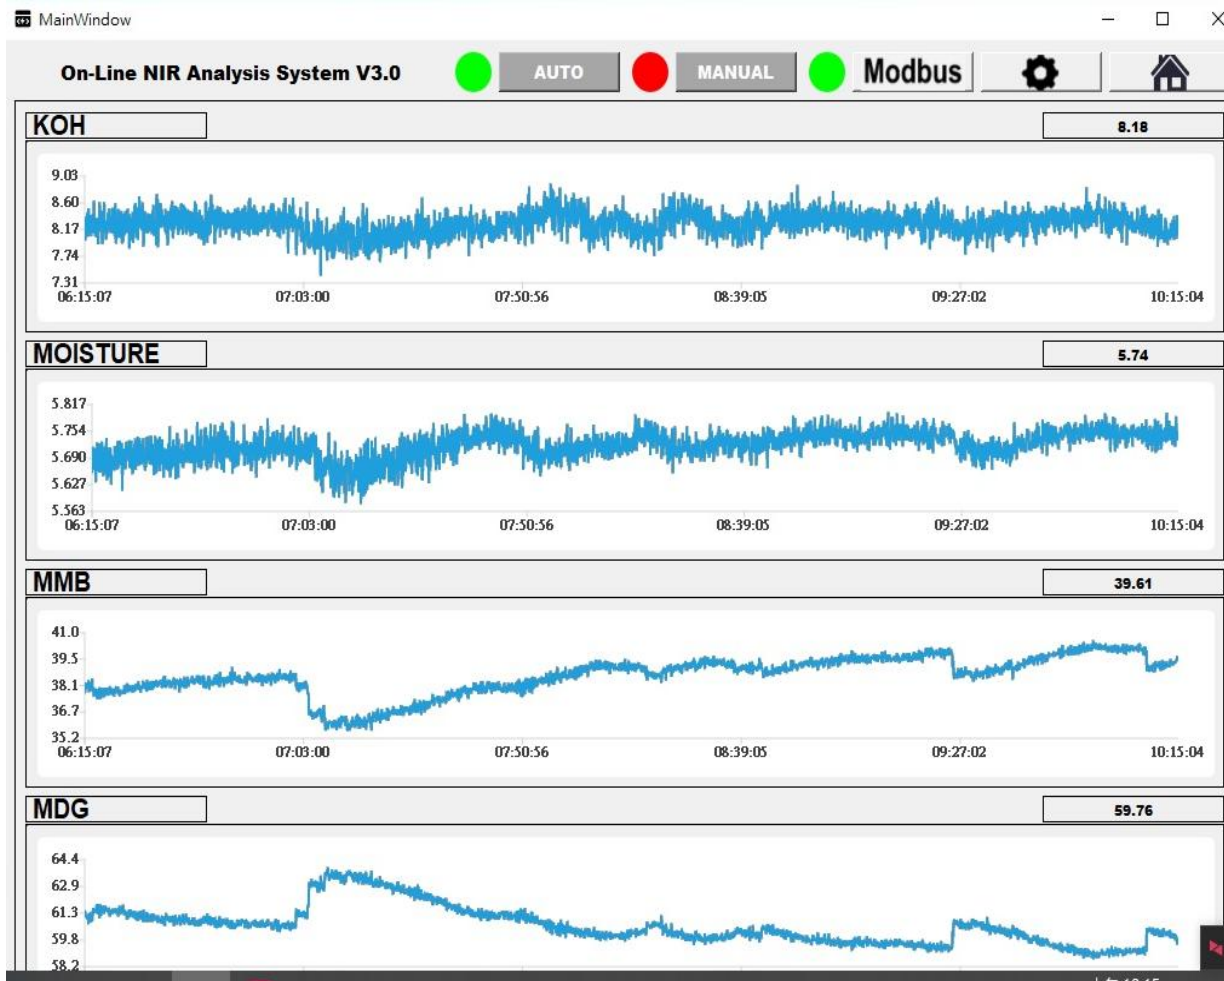 MainWindow
On-Line NIR Analysis System V3.0 AUTO MANUAL Modbus
KOH 8.18
9.03
8.60
8.17
7.74
7.31
06:15:07 07:03:00 07:50:56 08:39:05 09:27:02 10:15:04
MOISTURE 5.74
5.817
5.754
5.690
5.627
5.563
06:15:07 07:03:00 07:50:56 08:39:05 09:27:02 10:15:04
MMB 39.61
41.0
39.5
38.1
36.7
35.2
06:15:07 07:03:00 07:50:56 08:39:05 09:27:02 10:15:04
MDG 59.76
64.4
62.9
61.3
59.8
58.2